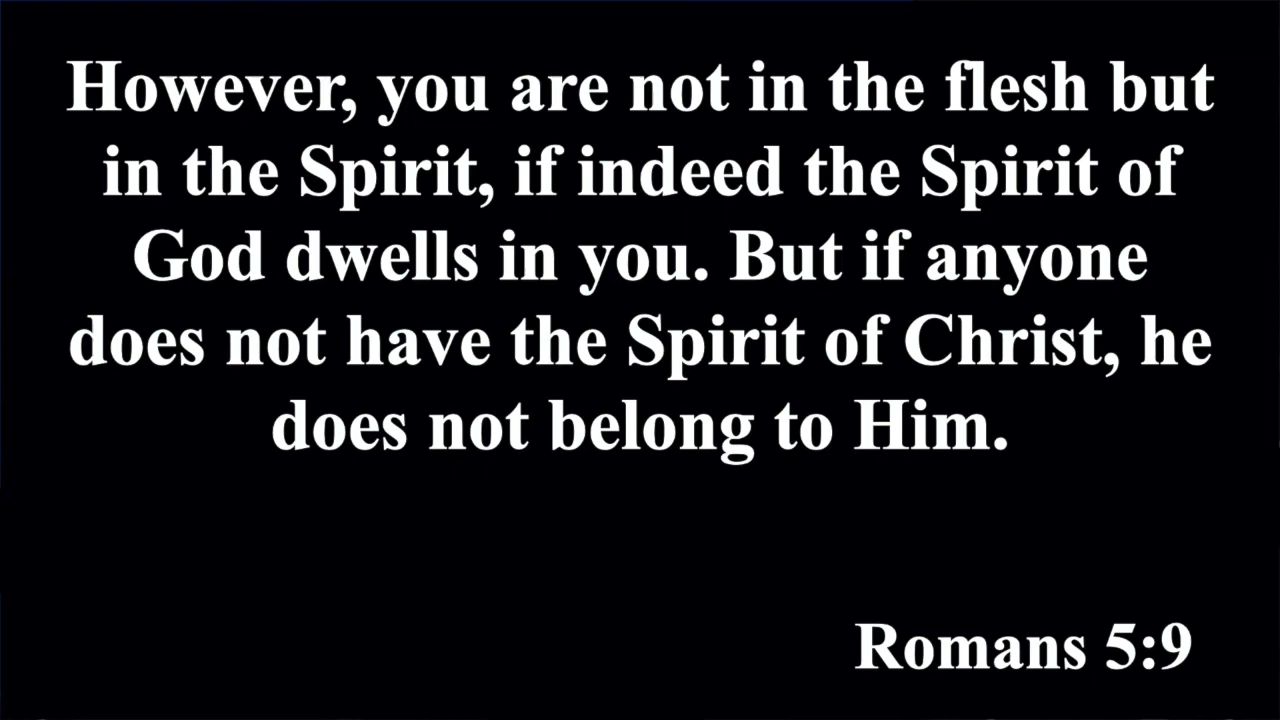 However, you are not in the flesh but
in the Spirit, if indeed the Spirit of
God dwells in you. But if anyone
does not have the Spirit of Christ, he
does not belong to Him.
Romans 5:9